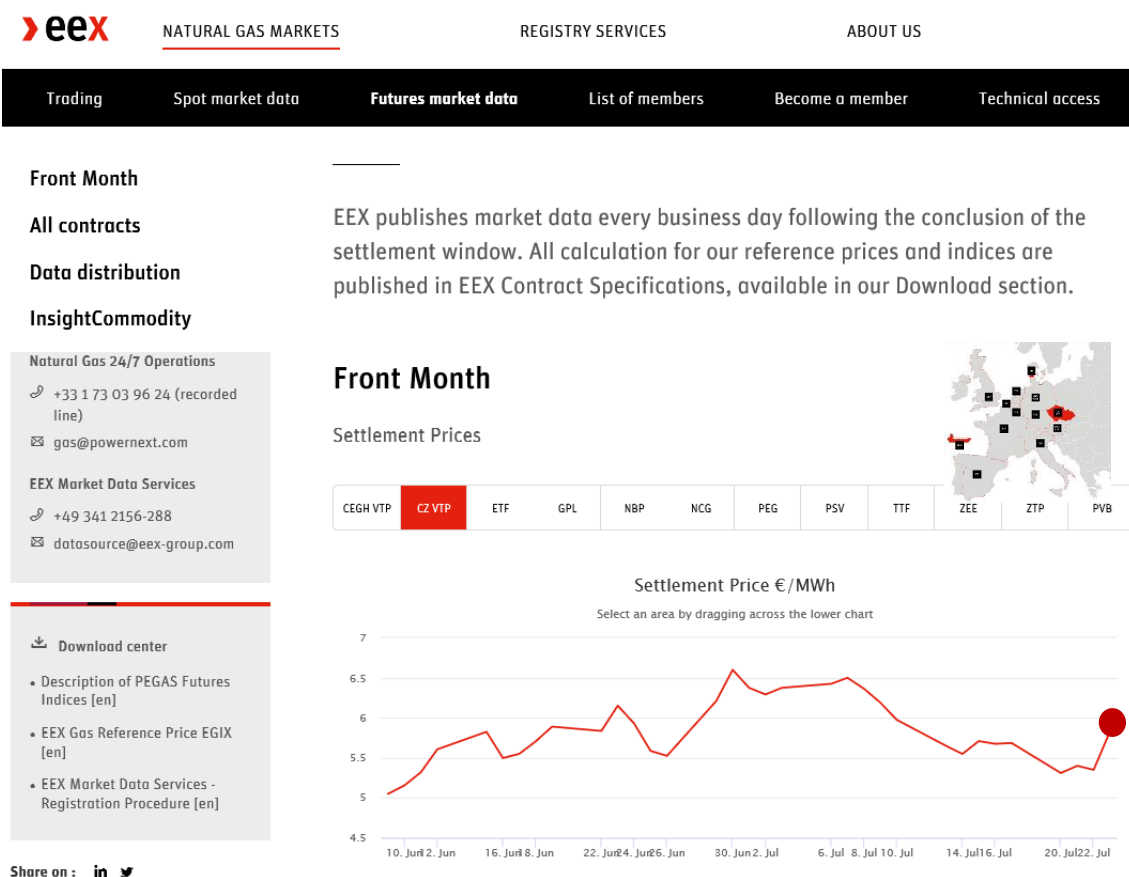 eex
NATURAL GAS MARKETS
REGISTRY SERVICES
ABOUT US
Trading
Spot market data
Futures market data
List of members
Become a member
Technical access
Front Month
All contracts
Data distribution
InsightCommodity
Natural Gas 24/7 Operations
+33 1 73 03 96 24 (recorded
line)
gas@powernext.com
EEX Market Data Services
+49 341 2156-288
datasource@eex-group.com
Download center
• Description of PEGAS Futures
Indices [en]
• EEX Gas Reference Price EGIX
[en]
• EEX Market Data Services -
Registration Procedure [en]
Share on : in
EEX publishes market data every business day following the conclusion of the
settlement window. All calculation for our reference prices and indices are
published in EEX Contract Specifications, available in our Download section.
Front Month
Settlement Prices
CEGH VTP
CZ VTP
ETF
GPL
NBP
NCG
PEG
PSV
TTF
ZEE
ZTP
PVB
Settlement Price €/MWh
Select an area by dragging across the lower chart
7
6.5
6
5.5
5
4.5
10. Jun
12. Jun
16. Jun
18. Jun
22. Jun
24. Jun
26. Jun
30. Jun
2. Jul
6. Jul
8. Jul
10. Jul
14. Jul
16. Jul
20. Jul
22. Jul